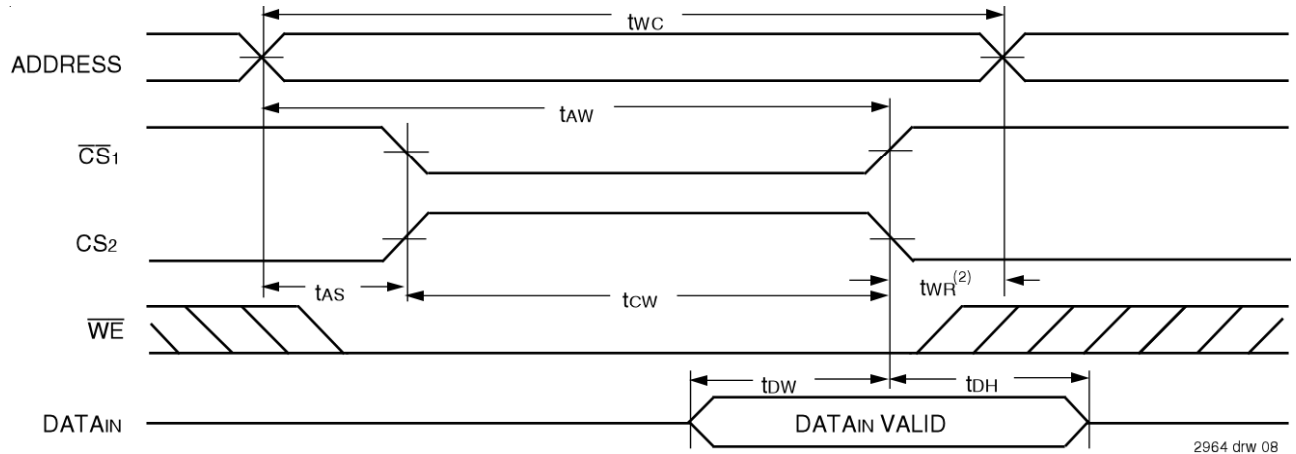 tWC
ADDRESS
tAW
CS1
CS2
tAS
tCW
tWR(2)
WE
tDW
tDH
DATAIN
DATAIN VALID
2964 drw 08